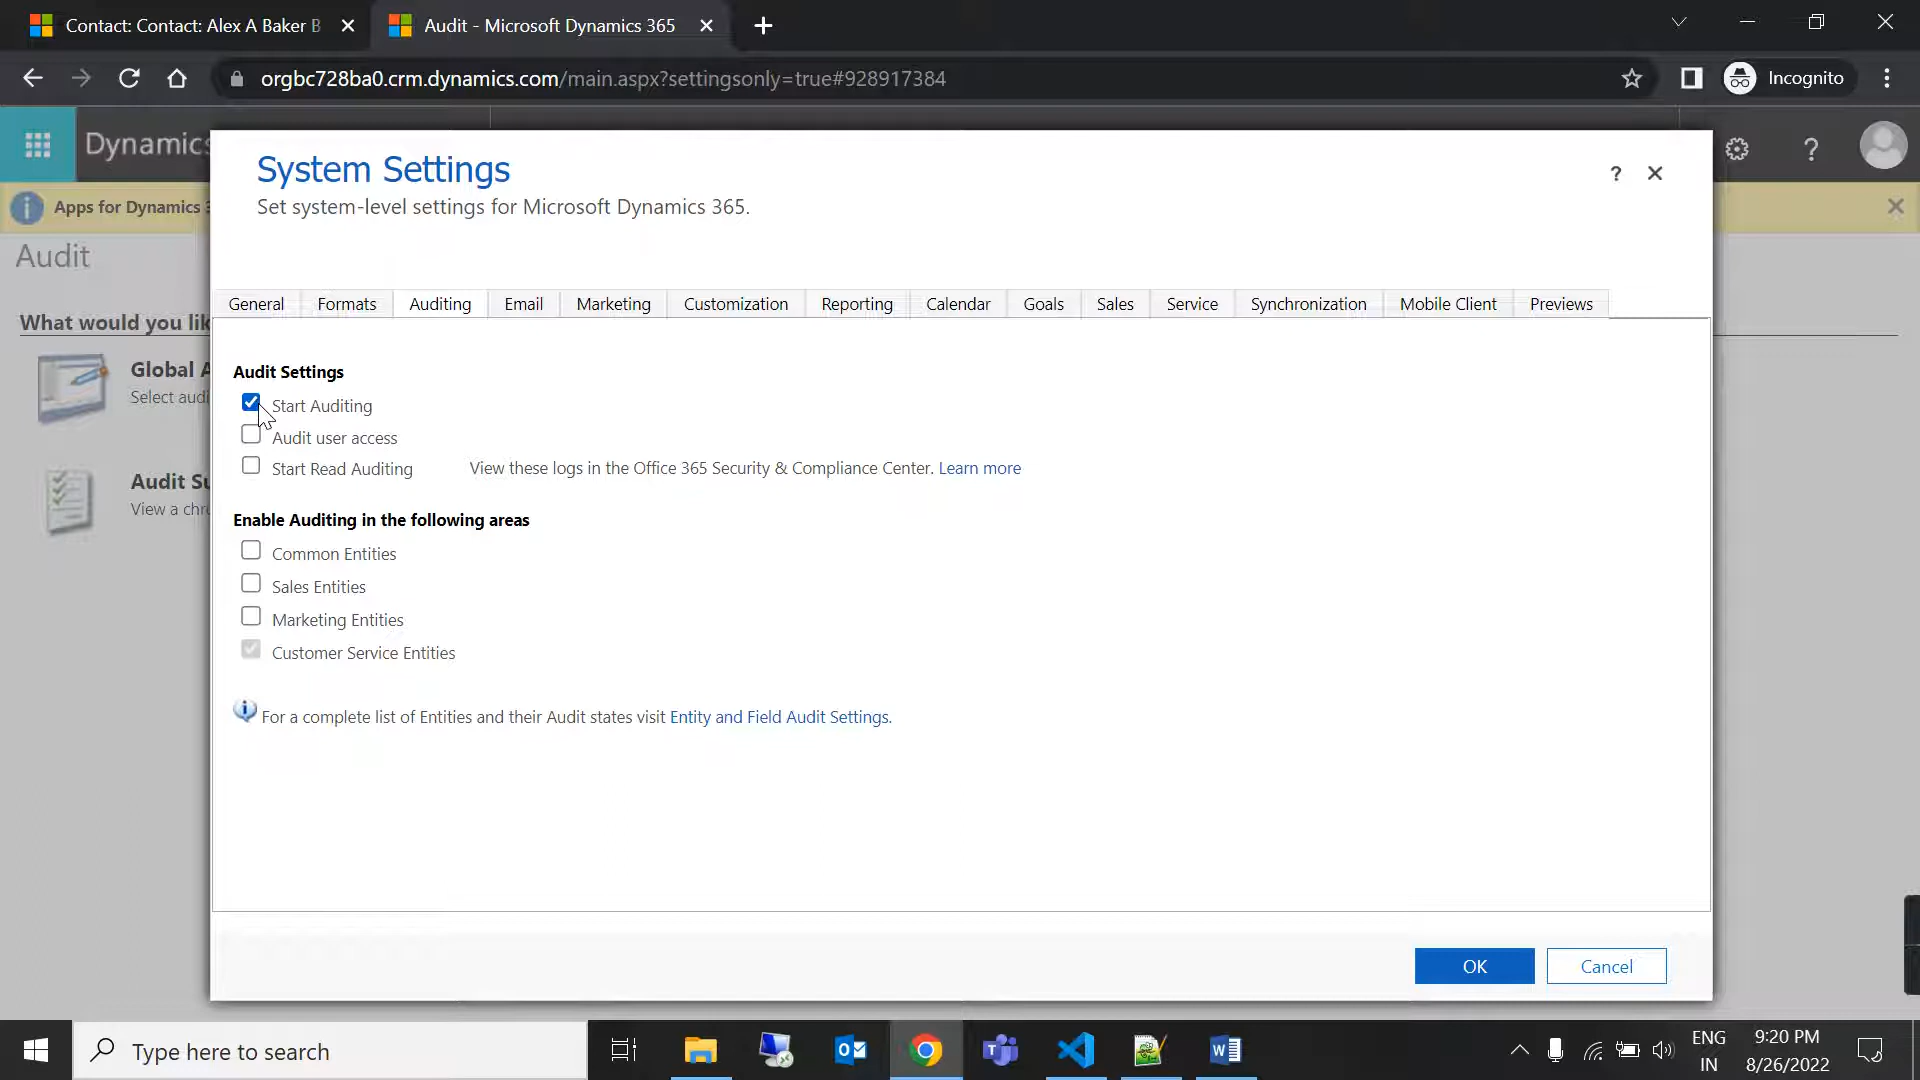 Contact: Contact: Alex A Baker B
Audit - Microsoft Dynamics 365
orgbc728ba0.crm.dynamics.com/main.aspx?settingsonly=true#928917384
Incognito
Dynamics
?
System Settings
?
Set system-level settings for Microsoft Dynamics 365.
Apps for Dynamics 3
Audit
General Formats Auditing Email Marketing Customization Reporting Calendar Goals Sales Service Synchronization Mobile Client Previews
What would you lik
Global A
Select audi
Audit Su
View a chr
Audit Settings
Start Auditing
Audit user access
Start Read Auditing View these logs in the Office 365 Security & Compliance Center. Learn more
Enable Auditing in the following areas
Common Entities
Sales Entities
Marketing Entities
Customer Service Entities
For a complete list of Entities and their Audit states visit Entity and Field Audit Settings.
OK Cancel
Type here to search
ENG
IN
9:20 PM
8/26/2022